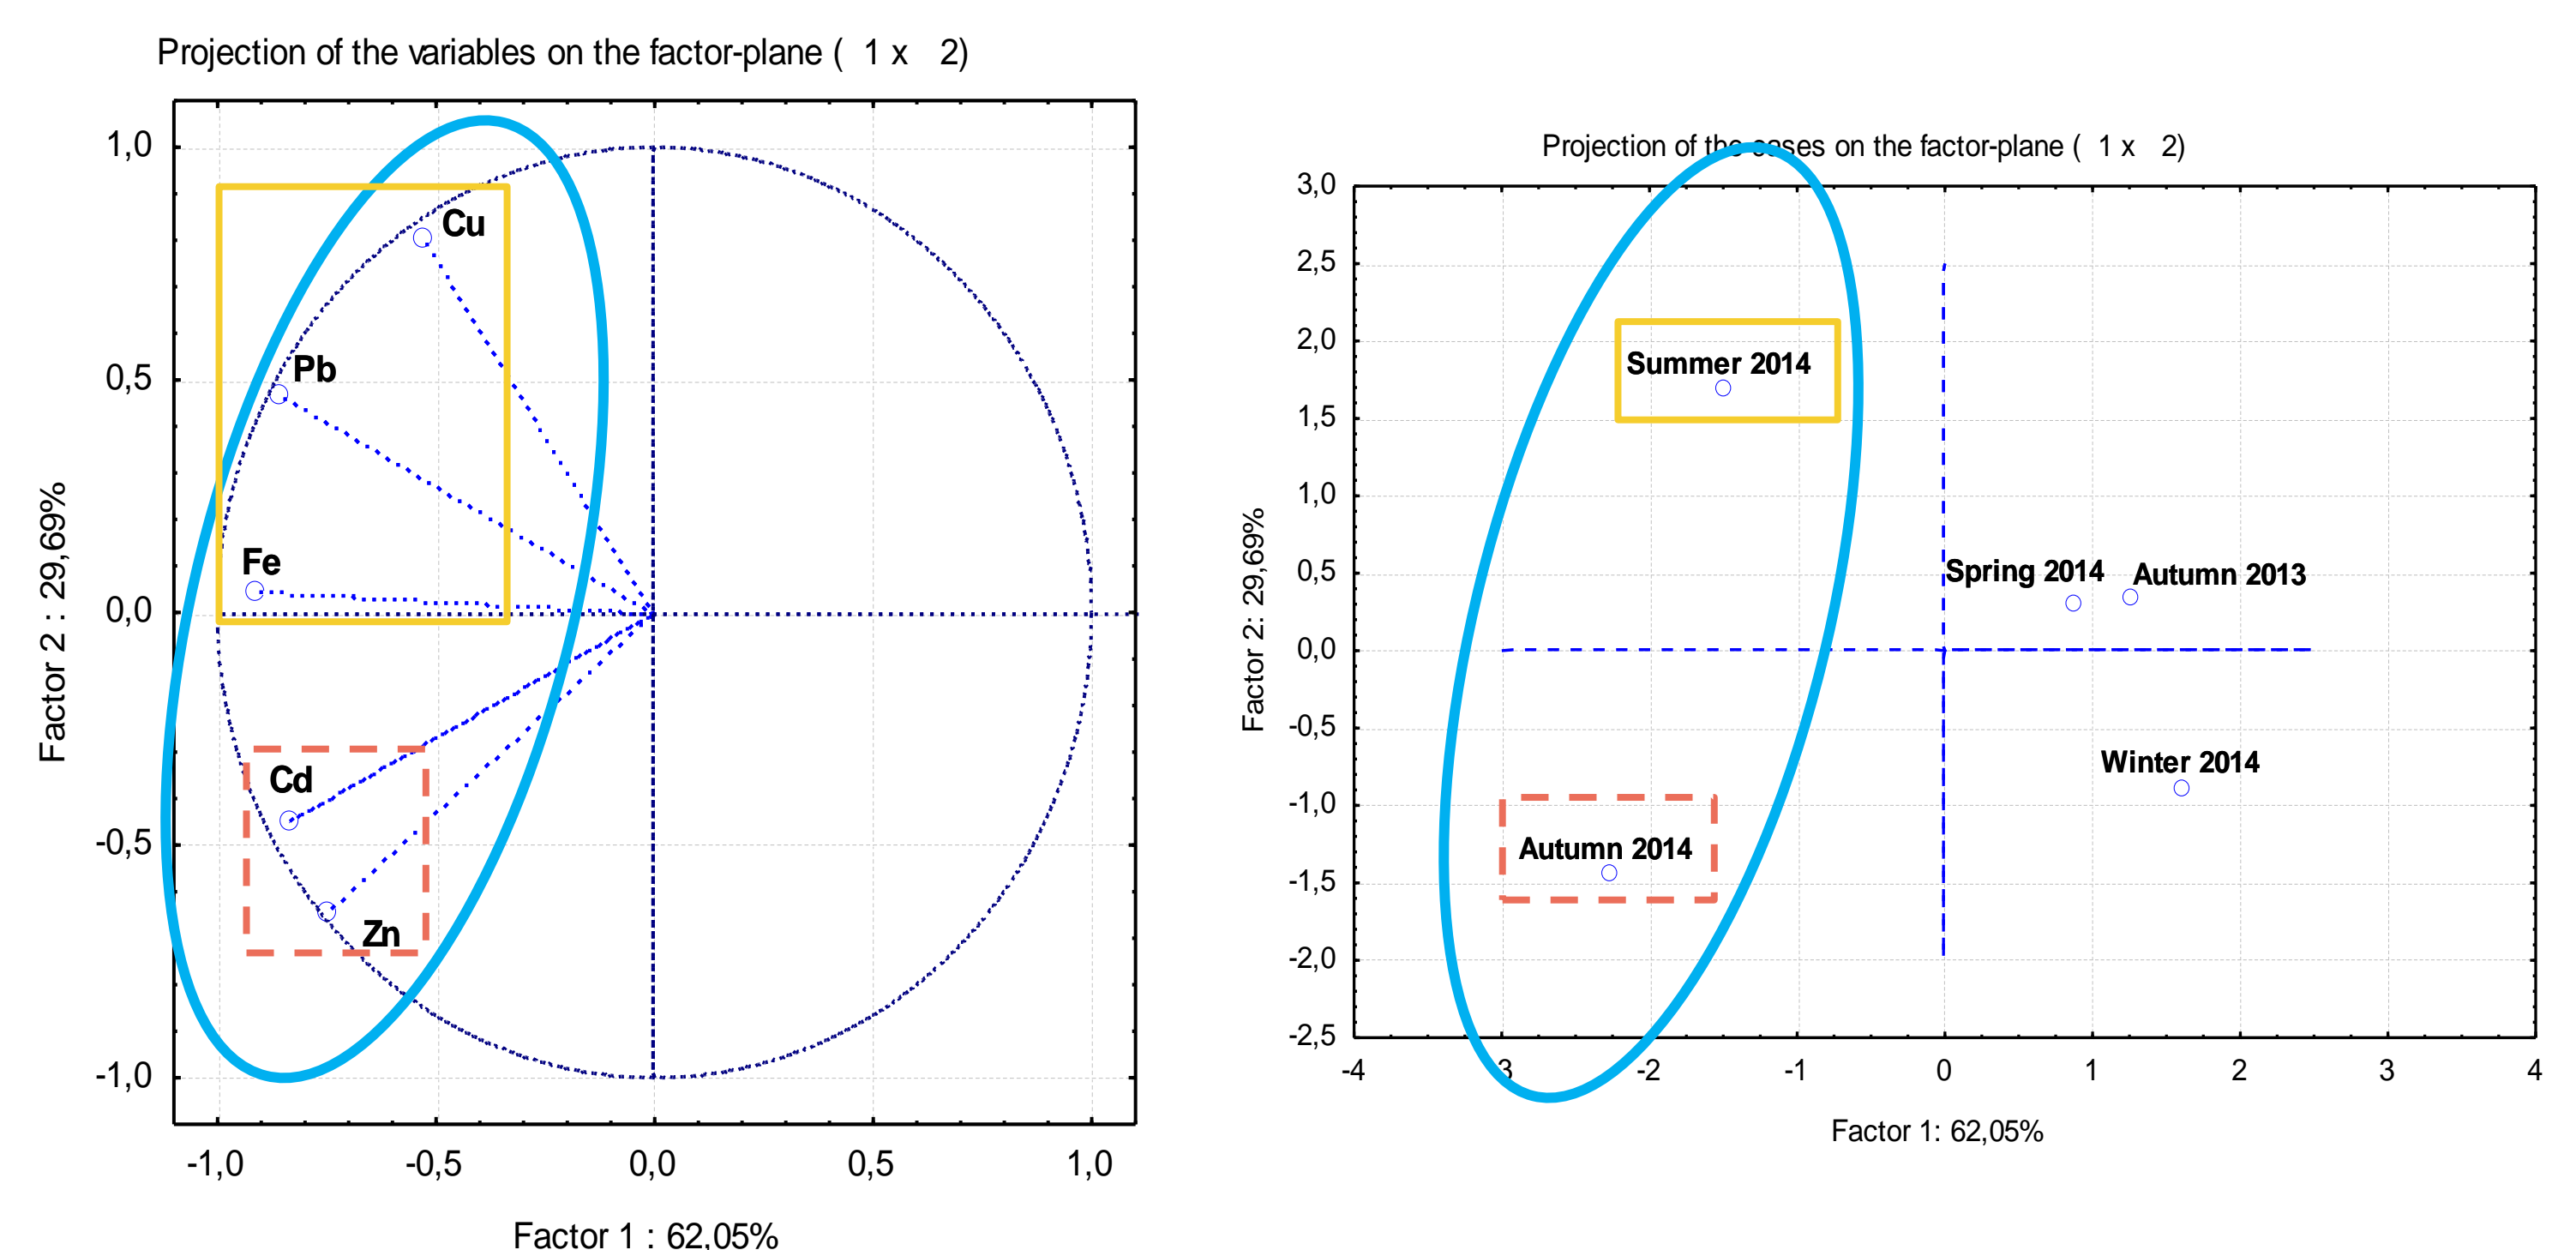 Projection of the variables on the factor-plane (  1 x   2)
1,0
Cu
0,5
Pb
Fe
0,0
Cd
-0,5
Zn
-1,0
-1,0 -0,5 0,0 0,5 1,0
Factor 2 : 29,69%
Factor 1 : 62,05%
Projection of the cases on the factor-plane (  1 x   2)
3,0
2,5
2,0
Summer 2014
1,5
1,0
0,5
Spring 2014 Autumn 2013
0,0
-0,5
Winter 2014
-1,0
Autumn 2014
-1,5
-2,0
-2,5
-4 -3 -2 -1 0 1 2 3 4
Factor 2: 29,69%
Factor 1: 62,05%